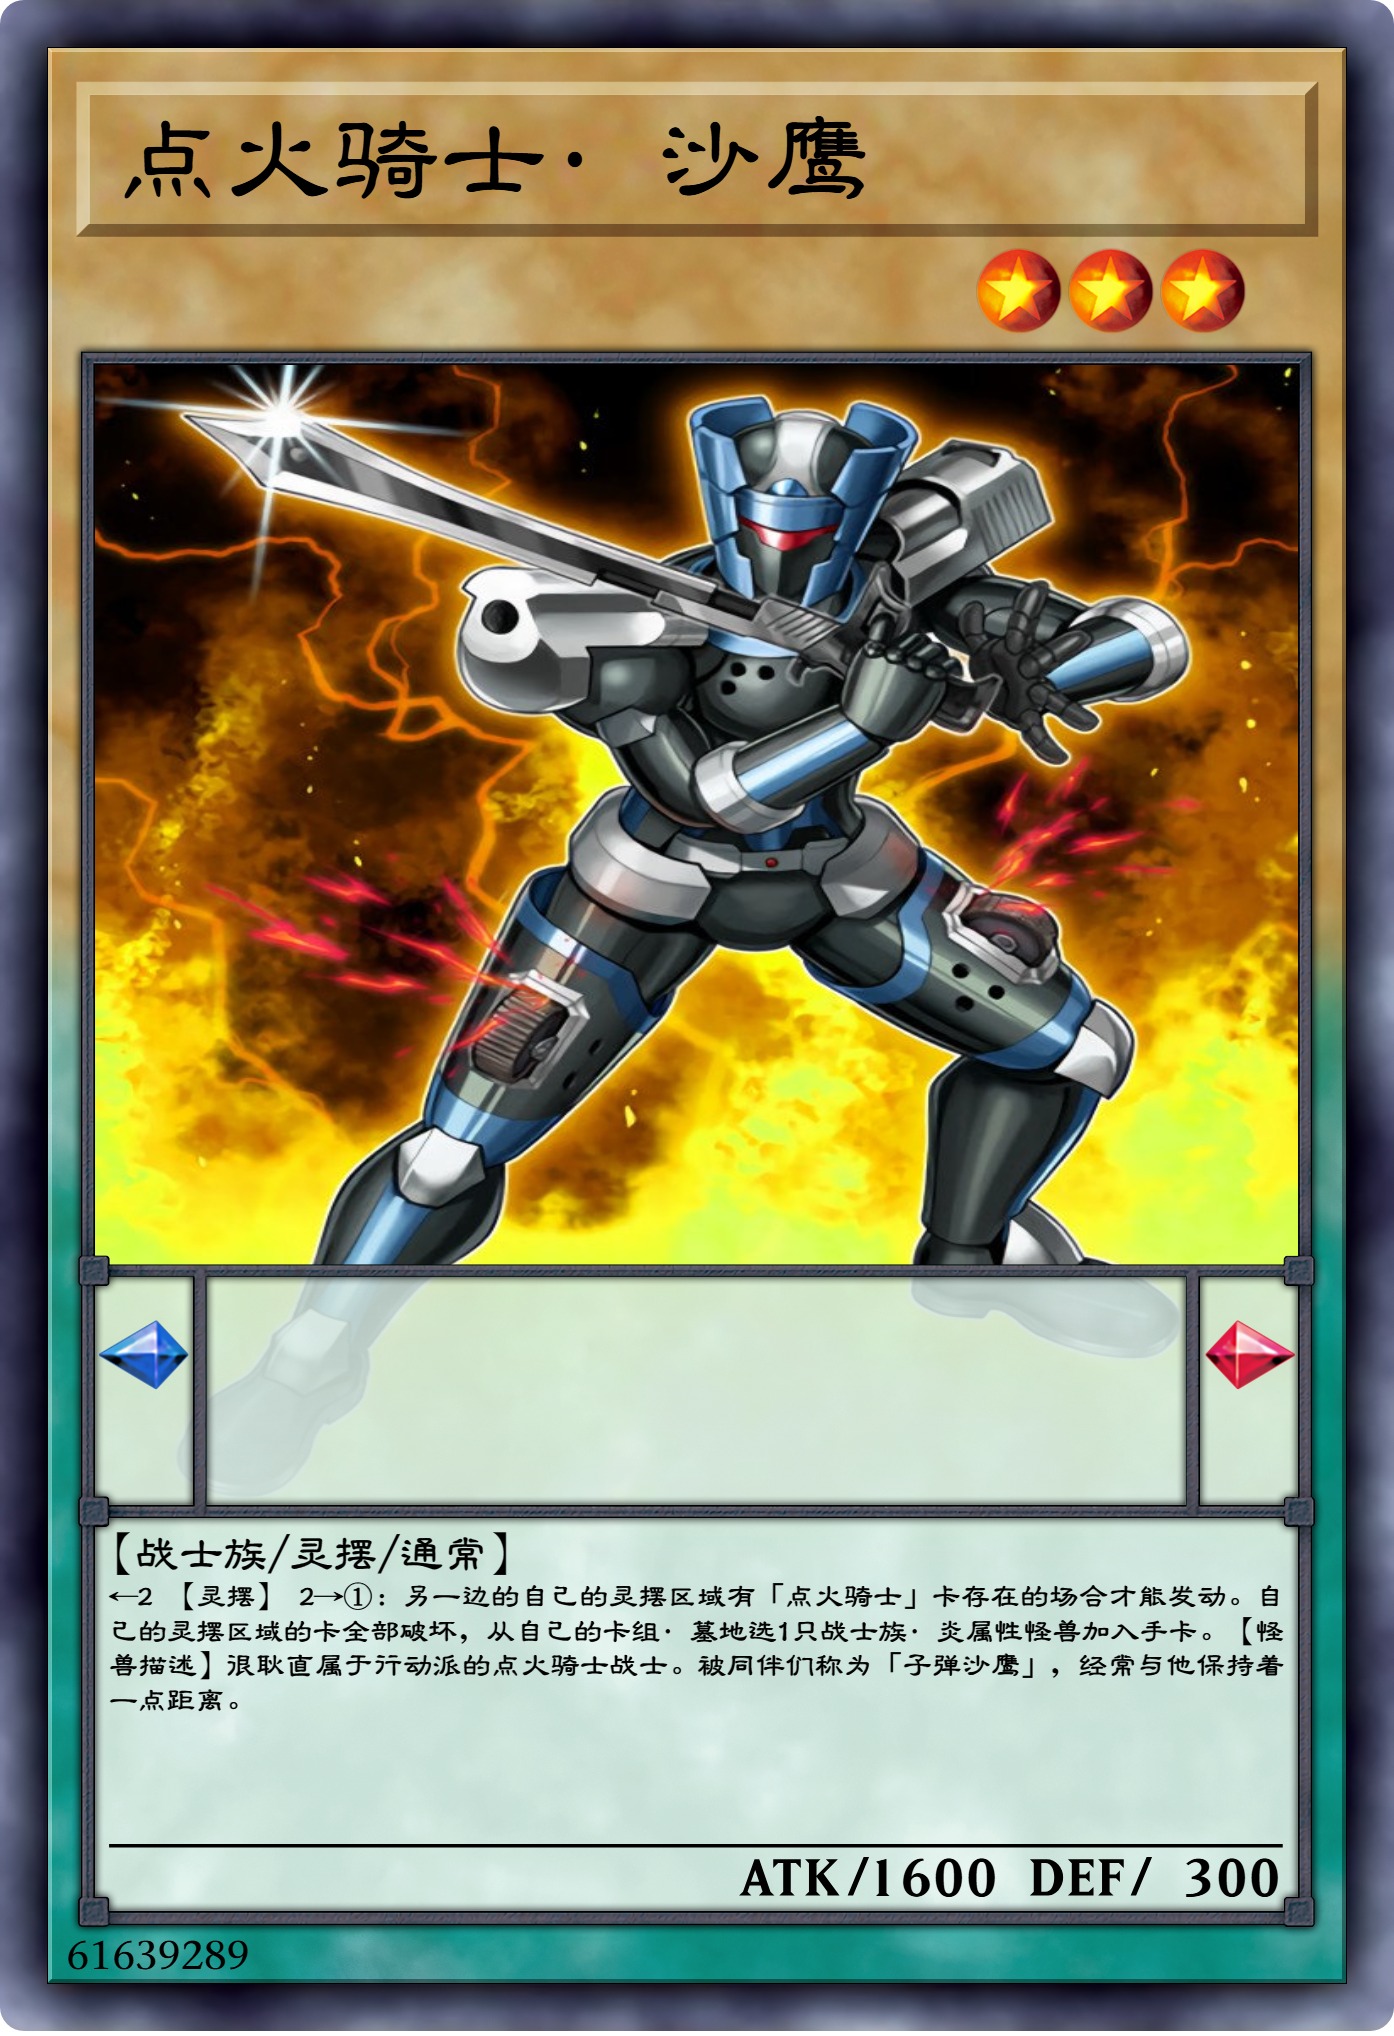 点火骑士·沙鹰
【战士族/灵摆/通常】
←2 【灵摆】 2→①：另一边的自己的灵摆区域有「点火骑士」卡存在的场合才能发动。自
己的灵摆区域的卡全部破坏，从自己的卡组·墓地选1只战士族·炎属性怪兽加入手卡。【怪
兽描述】很耿直属于行动派的点火骑士战士。被同伴们称为「子弹沙鹰」，经常与他保持着
一点距离。
ATK/1600 DEF/ 300
61639289